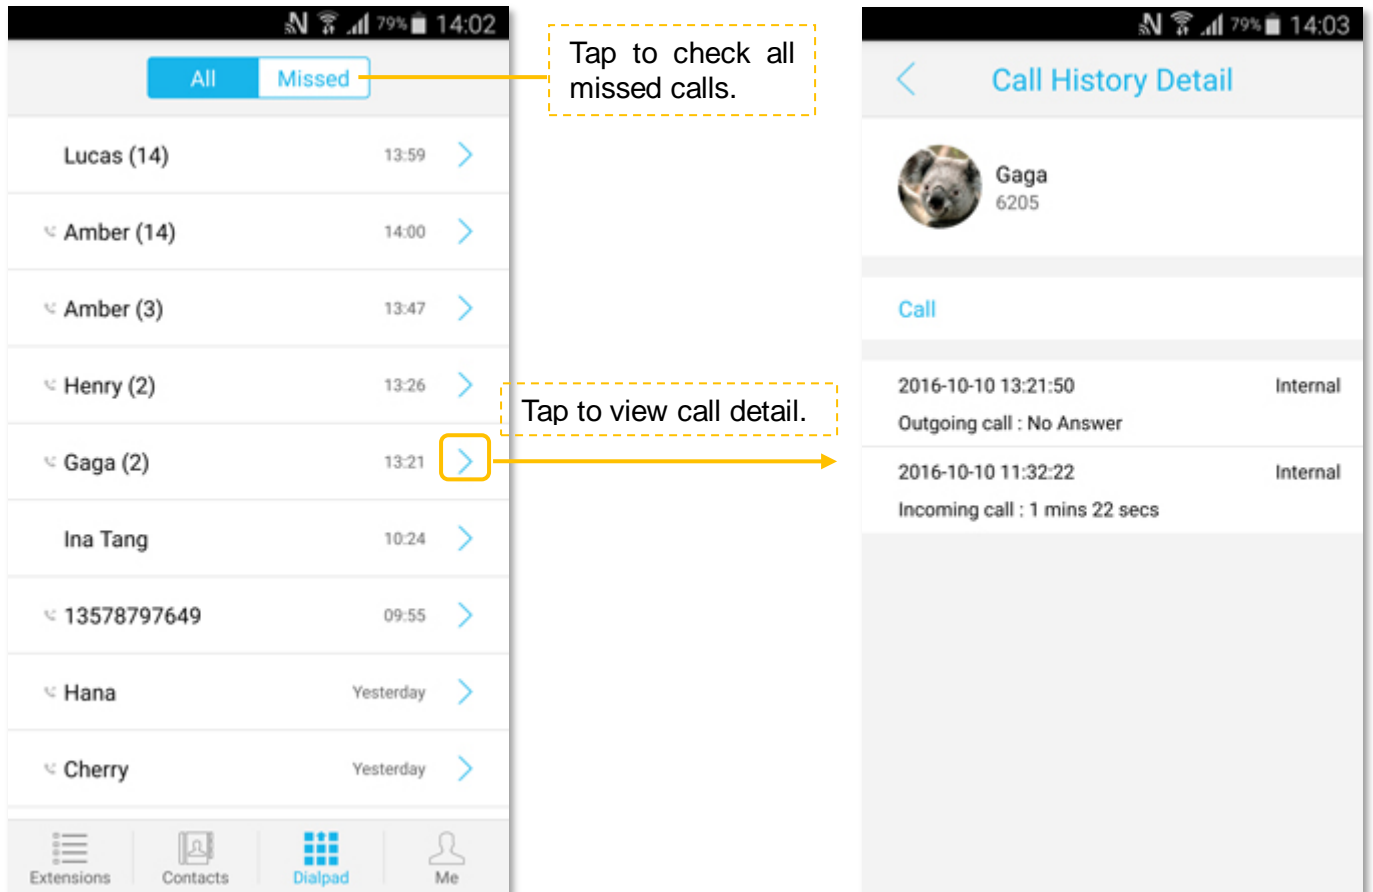 79% 14:02
All Missed
Tap to check all
missed calls.
Lucas (14) 13:59
Amber (14) 14:00
Amber (3) 13:47
Henry (2) 13:26
Tap to view call detail.
Gaga (2) 13:21
Ina Tang 10:24
13578797649 09:55
Hana Yesterday
Cherry Yesterday
Extensions Contacts Dialpad Me
79% 14:03
Call History Detail
Gaga
6205
Call
2016-10-10 13:21:50 Internal
Outgoing call : No Answer
2016-10-10 11:32:22 Internal
Incoming call : 1 mins 22 secs